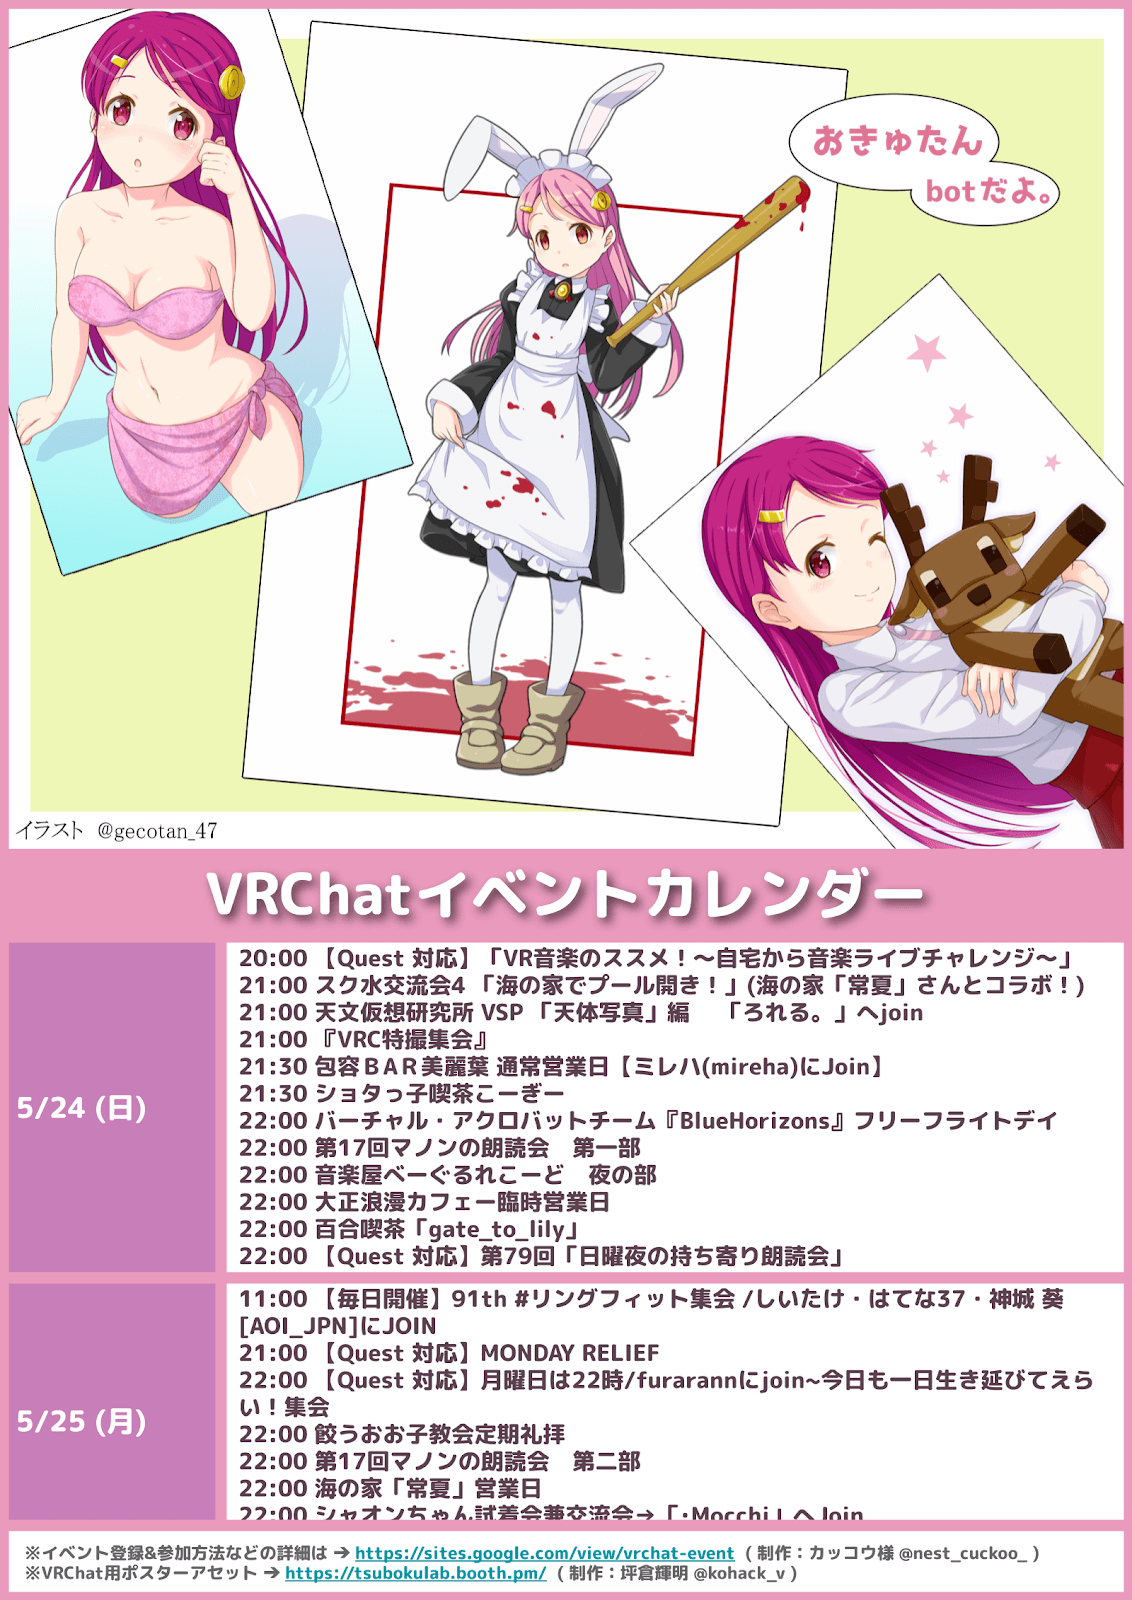 おきゅたん
botだよ。
イラスト @gecotan_47
VRChatイベントカレンダー
5/24 (日)
20:00 【Quest 対応】「VR音楽のススメ！～自宅から音楽ライブチャレンジ～」
21:00 スク水交流会4 「海の家でプール開き！」(海の家「常夏」さんとコラボ！)
21:00 天文仮想研究所 VSP 「天体写真」編　「ろれる。」へjoin
21:00 『VRC特撮集会』
21:30 包容ＢＡＲ美麗葉 通常営業日【ミレハ(mireha)にJoin】
21:30 ショタっ子喫茶こーぎー
22:00 バーチャル・アクロバットチーム『BlueHorizons』フリーフライトデイ
22:00 第17回マノンの朗読会　第一部
22:00 音楽屋べーぐるれこーど　夜の部
22:00 大正浪漫カフェー臨時営業日
22:00 百合喫茶「gate_to_lily」
22:00 【Quest 対応】第79回「日曜夜の持ち寄り朗読会」
5/25 (月)
11:00 【毎日開催】91th #リングフィット集会 /しいたけ・はてな37・神城 葵
[AOI_JPN]にJOIN
21:00 【Quest 対応】MONDAY RELIEF
22:00 【Quest 対応】月曜日は22時/furarannにjoin~今日も一日生き延びてえら
い！集会
22:00 餃うおお子教会定期礼拝
22:00 第17回マノンの朗読会　第二部
22:00 海の家「常夏」営業日
22:00 シャオンちゃん試着会兼交流会→「･Mocchi」へJoin
※イベント登録&参加方法などの詳細は ➔ https://sites.google.com/view/vrchat-event ( 制作：カッコウ様 @nest_cuckoo_ )
※VRChat用ポスターアセット ➔ https://tsubokulab.booth.pm/ ( 制作：坪倉輝明 @kohack_v )